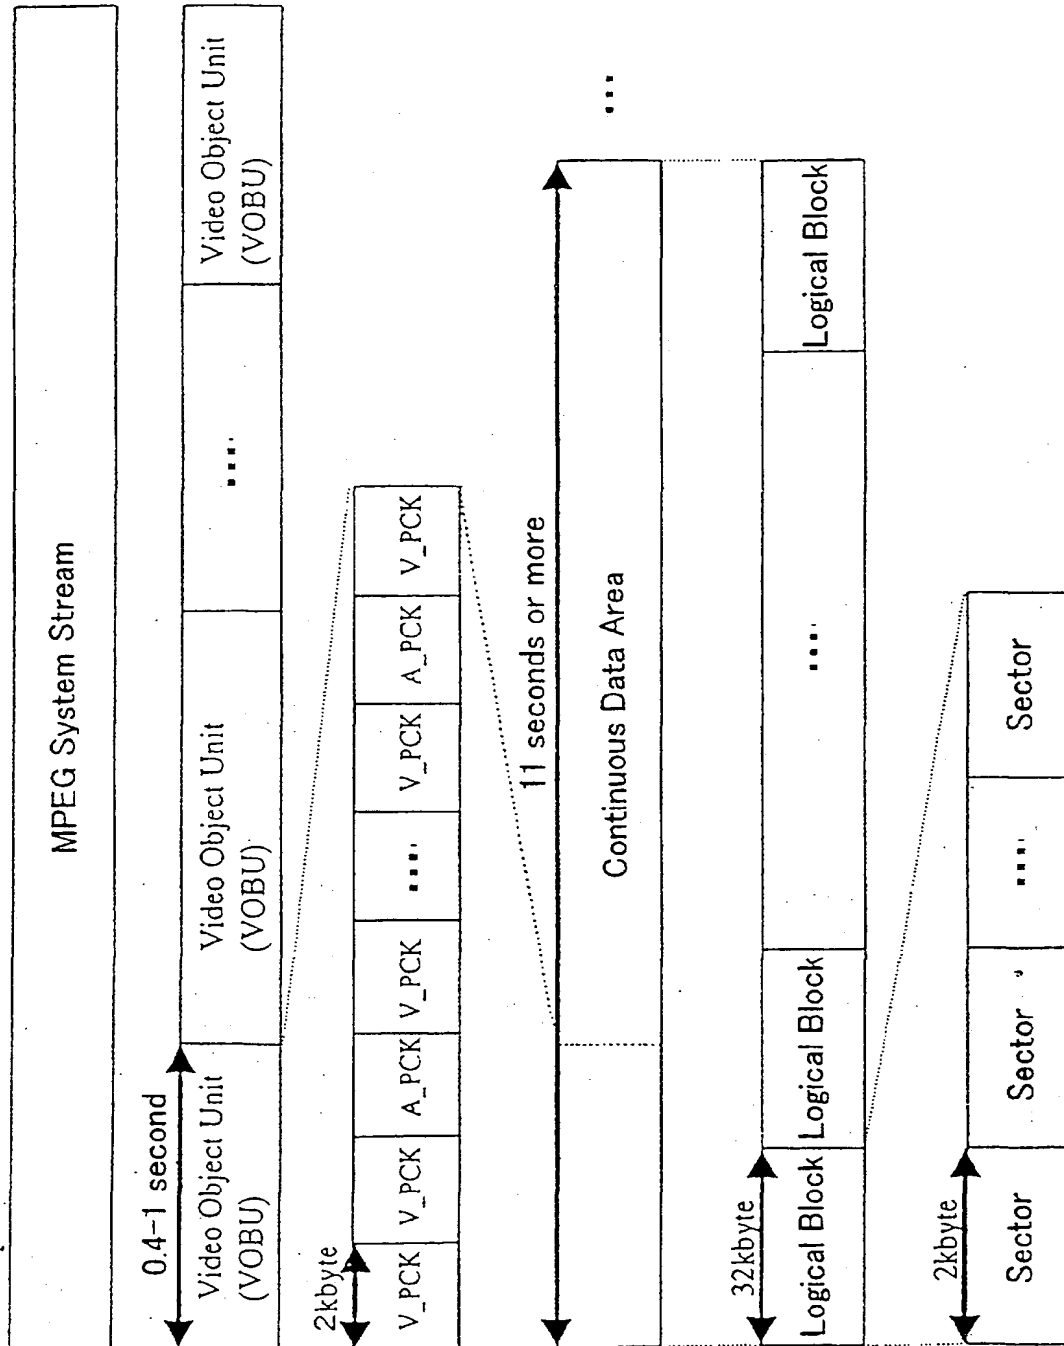 MPEG System Stream
0.4-1 second
Video Object Unit
(VOBU)
Video Object Unit
(VOBU)
....
Video Object Unit
(VOBU)
2kbyte
V_PCK
V_PCK
A_PCK
V_PCK
....
V_PCK
A_PCK
V_PCK
11 seconds or more
Continuous Data Area
...
32kbyte
Logical Block
Logical Block
....
Logical Block
2kbyte
Sector
Sector
....
Sector